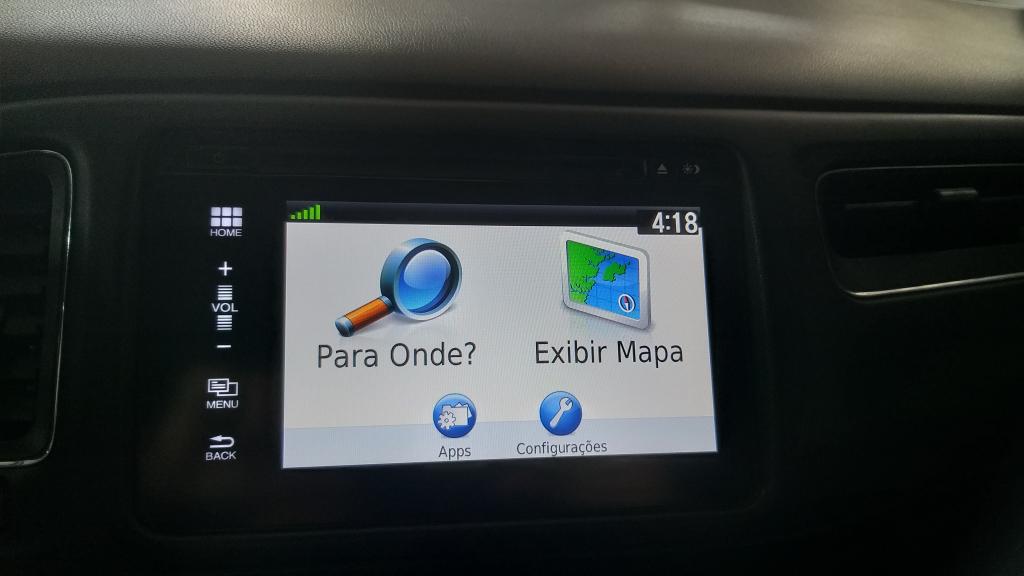 4:18
HOME
+
VOL
−
MENU
BACK
Para Onde?
Exibir Mapa
Apps
Configurações